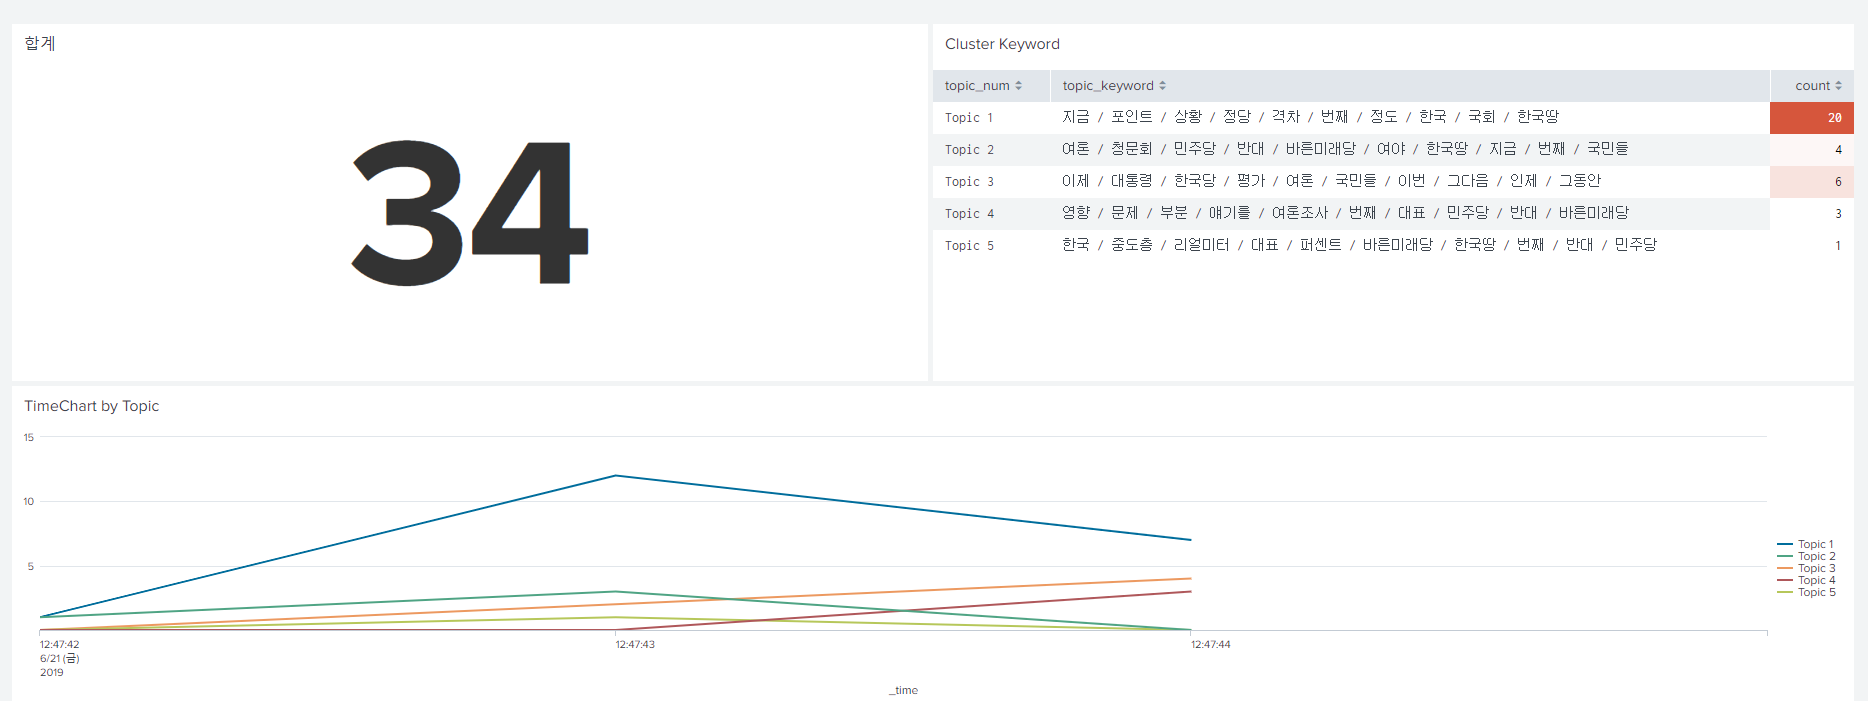 합계
34
Cluster Keyword
topic_num topic_keyword count
Topic 1 지금 / 포인트 / 상황 / 정당 / 격차 / 번째 / 정도 / 한국 / 국회 / 한국땅 20
Topic 2 여론 / 청문회 / 민주당 / 반대 / 바른미래당 / 여야 / 한국땅 / 지금 / 번째 / 국민들 4
Topic 3 이제 / 대통령 / 한국당 / 평가 / 여론 / 국민들 / 이번 / 그다음 / 인제 / 그동안 6
Topic 4 영향 / 문제 / 부분 / 얘기를 / 여론조사 / 번째 / 대표 / 민주당 / 반대 / 바른미래당 3
Topic 5 한국 / 중도층 / 리얼미터 / 대표 / 퍼센트 / 바른미래당 / 한국땅 / 번째 / 반대 / 민주당 1
TimeChart by Topic
15
10
5
Topic 1
Topic 2
Topic 3
Topic 4
Topic 5
12:47:42 12:47:43 12:47:44
6/21 (금)
2019
_time